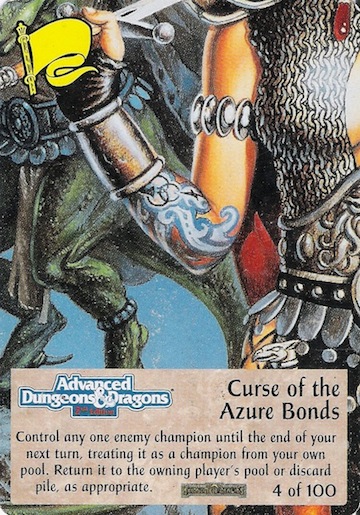 Advanced
Dungeons & Dragons
2nd Edition
Curse of the
Azure Bonds
Control any one enemy champion until the end of your
next turn, treating it as a champion from your own
pool. Return it to the owning player's pool or discard
pile, as appropriate.
4 of 100